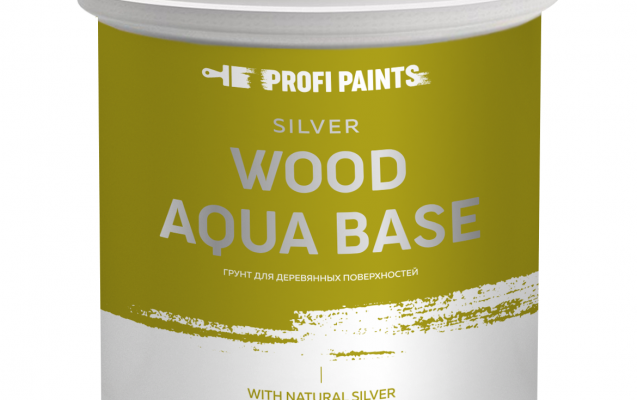 PROFI PAINTS
SILVER
WOOD
AQUA BASE
ГРУНТ ДЛЯ ДЕРЕВЯННЫХ ПОВЕРХНОСТЕЙ
WITH NATURAL SILVER